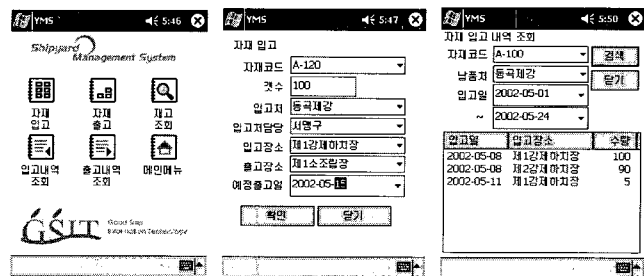 YMS 5:46
Shipyard
Management System
자재
입고
자재
출고
재고
조회
입고내역
조회
출고내역
조회
메인메뉴
GSIT
YMS 5:47
자재 입고
자재코드 A-120
갯수 100
입고처 동국제강
입고처담당 서명구
입고장소 제1강재하치장
출고장소 제1소조립장
예정출고일 2002-05-15
확인 닫기
YMS 5:50
자재 입고 내역 조회
자재코드 A-100 검색
납품처 동국제강 닫기
입고일 2002-05-01
~ 2002-05-24
입고일 입고장소 수량
2002-05-08 제1강재하치장 100
2002-05-08 제2강재하치장 90
2002-05-11 제1강재하치장 5